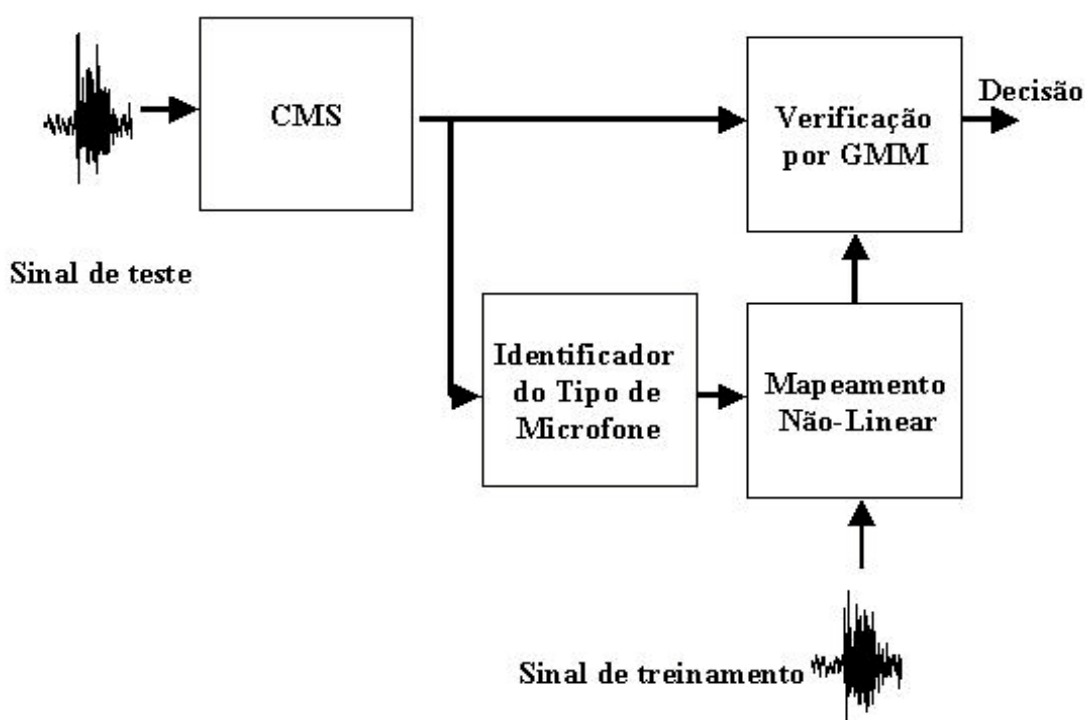 CMS
Verificação
por GMM
Decisão
Sinal de teste
Identificador
do Tipo de
Microfone
Mapeamento
Não-Linear
Sinal de treinamento